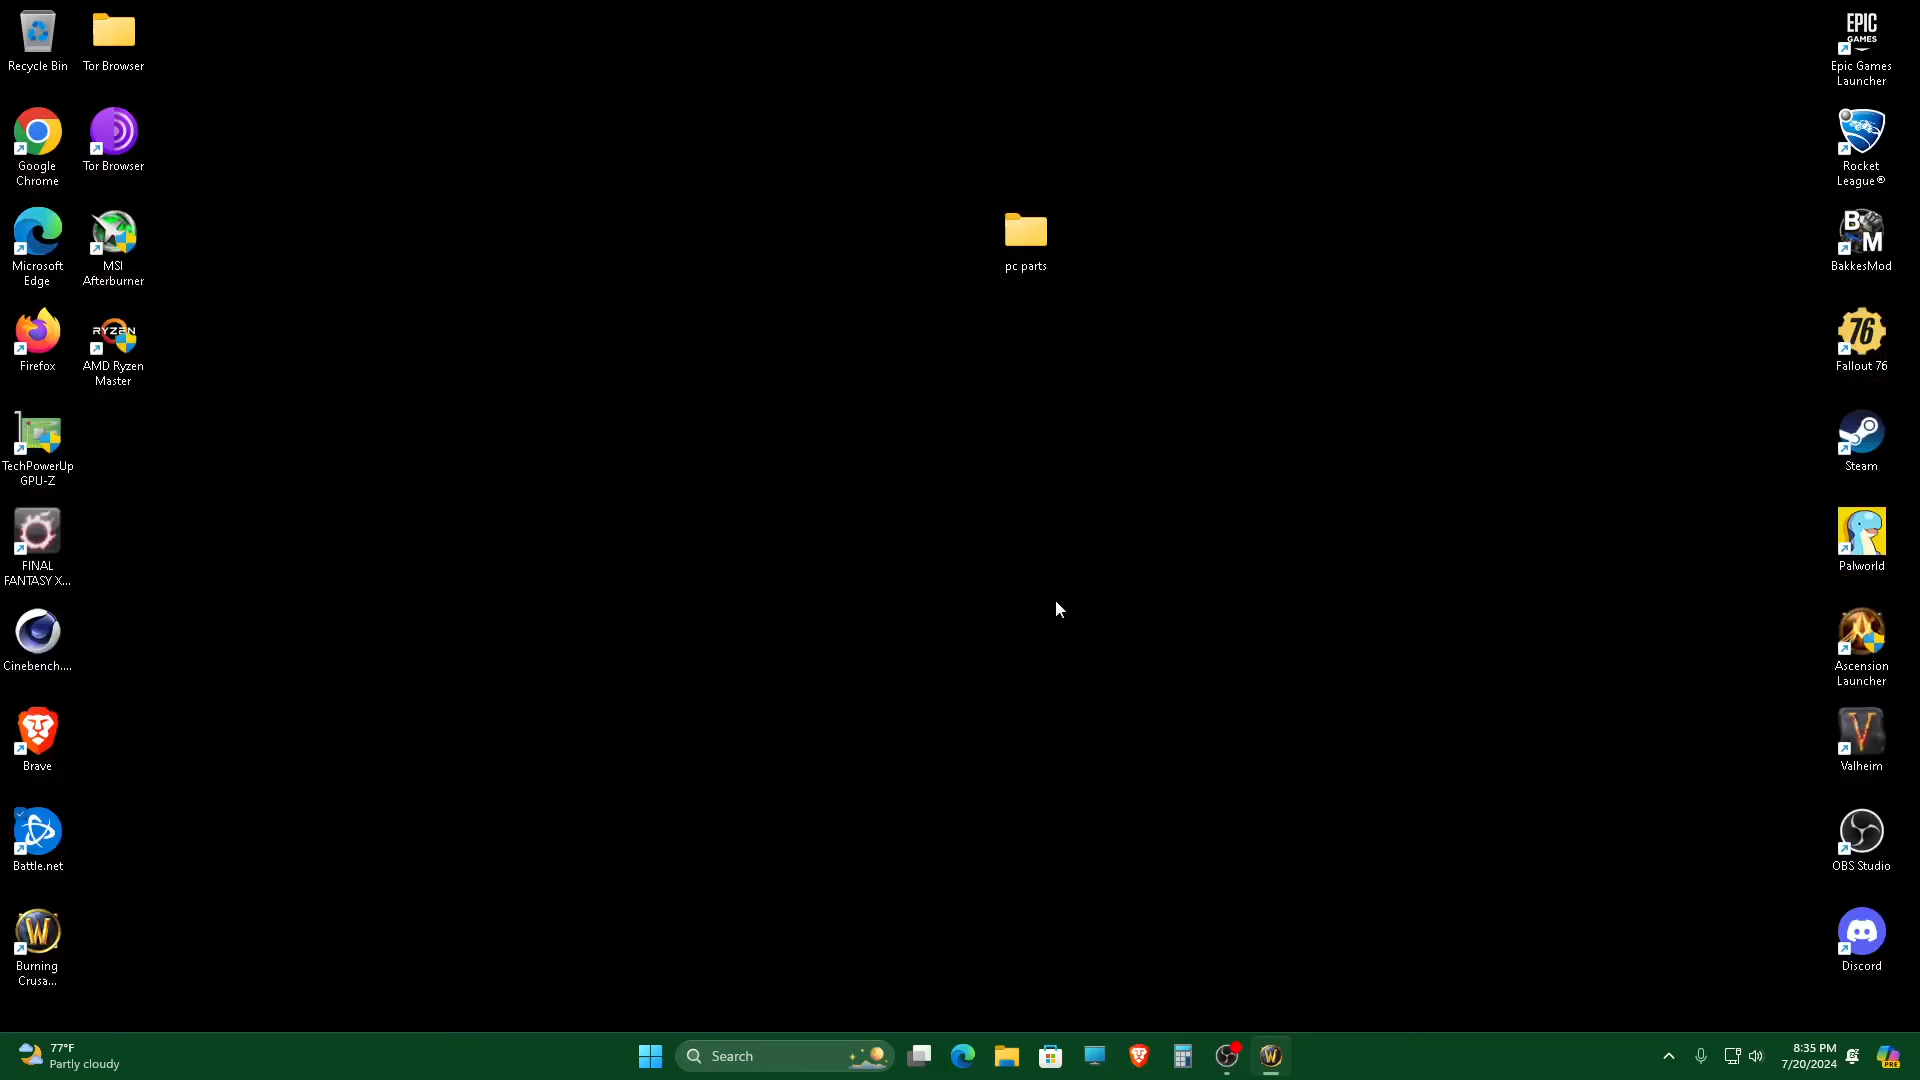 Recycle Bin
Tor Browser
Google
Chrome
Tor Browser
Microsoft
Edge
MSI
Afterburner
Firefox
RYZEN
AMD Ryzen
Master
TechPowerUp
GPU-Z
FINAL
FANTASY X...
Cinebench....
Brave
Battle.net
W
Burning
Crusa...
pc parts
EPIC
GAMES
Epic Games
Launcher
Rocket
League®
B
M
BakkesMod
76
Fallout 76
Steam
Palworld
Ascension
Launcher
V
Valheim
OBS Studio
Discord
77°F
Partly cloudy
Search
W
8:35 PM
7/20/2024
PRE